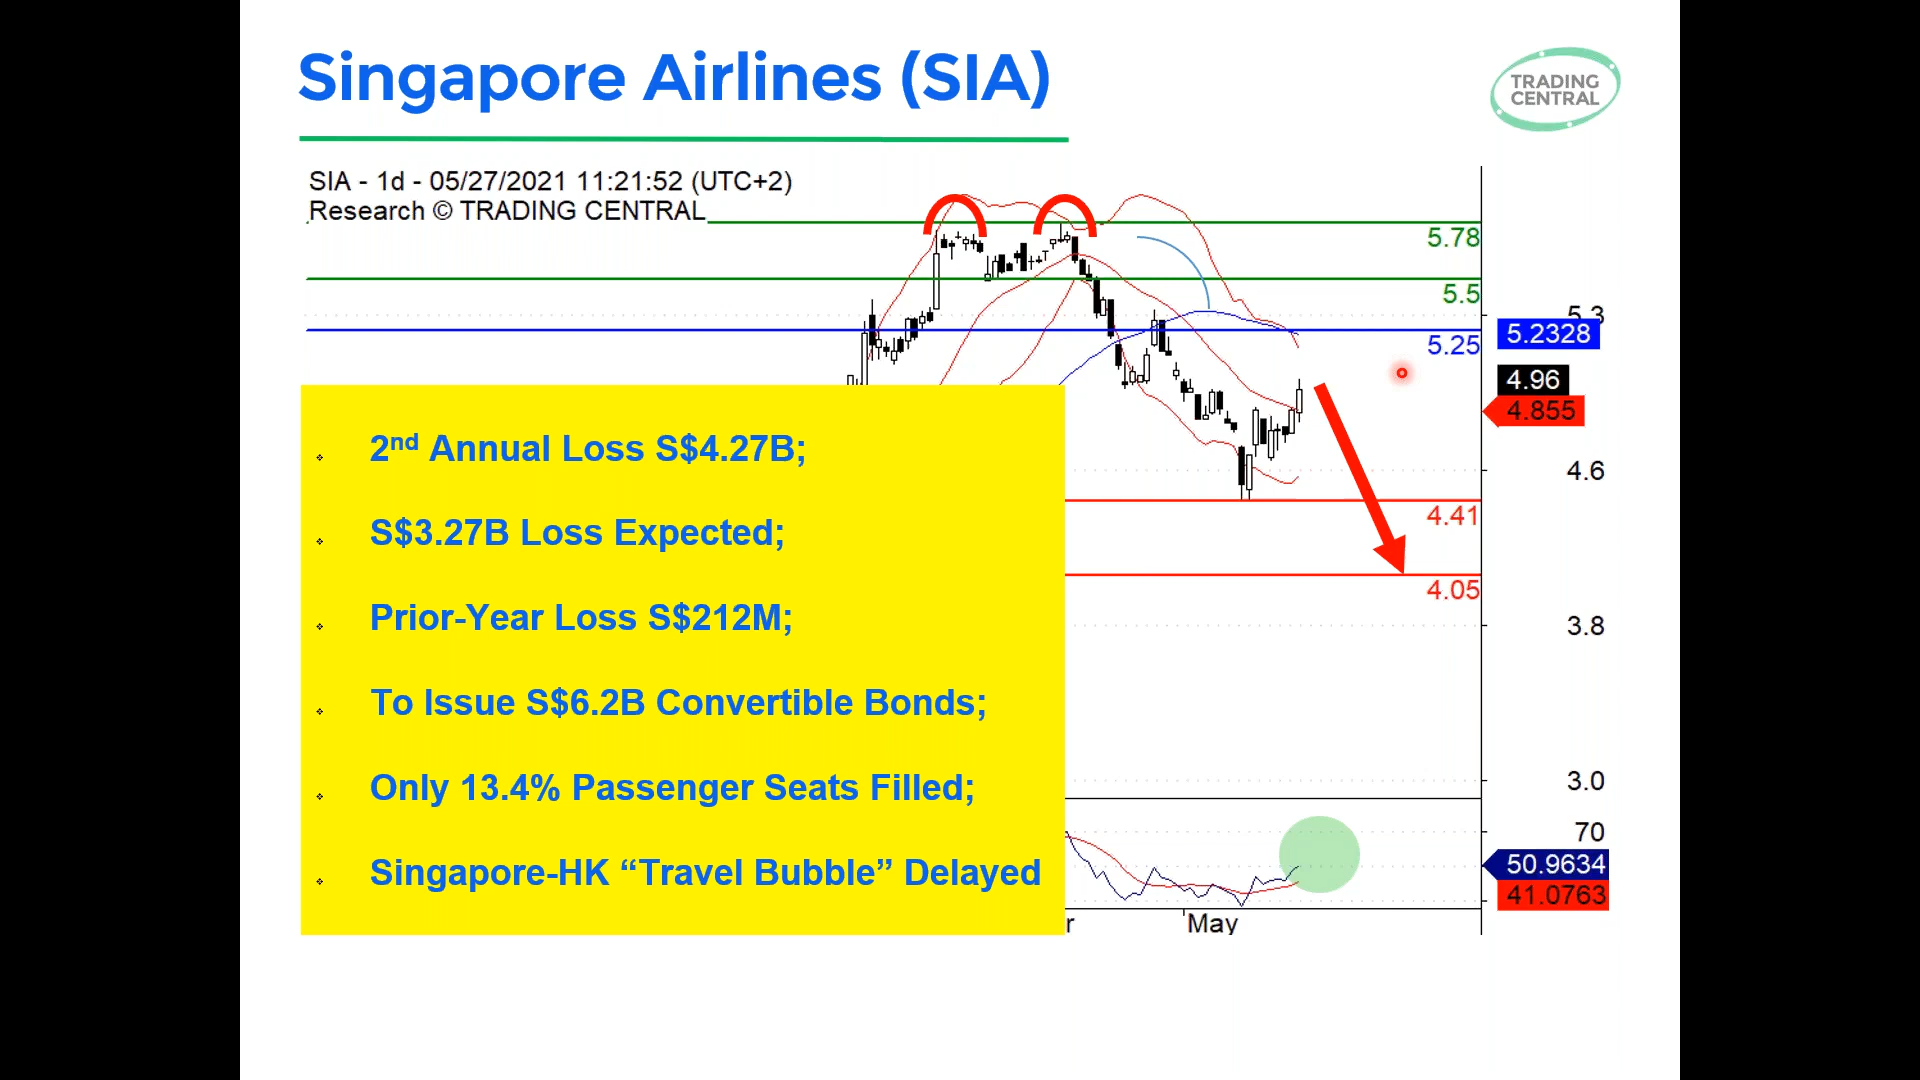 Singapore Airlines (SIA)
TRADING
CENTRAL
SIA - 1d - 05/27/2021 11:21:52 (UTC+2)
Research © TRADING CENTRAL
5.78
5.5
5.3
5.2328
5.25
4.96
4.855
4.6
4.41
4.05
3.8
3.0
70
50.9634
41.0763
2nd Annual Loss S$4.27B;
S$3.27B Loss Expected;
Prior-Year Loss S$212M;
To Issue S$6.2B Convertible Bonds;
Only 13.4% Passenger Seats Filled;
Singapore-HK “Travel Bubble” Delayed
r
May